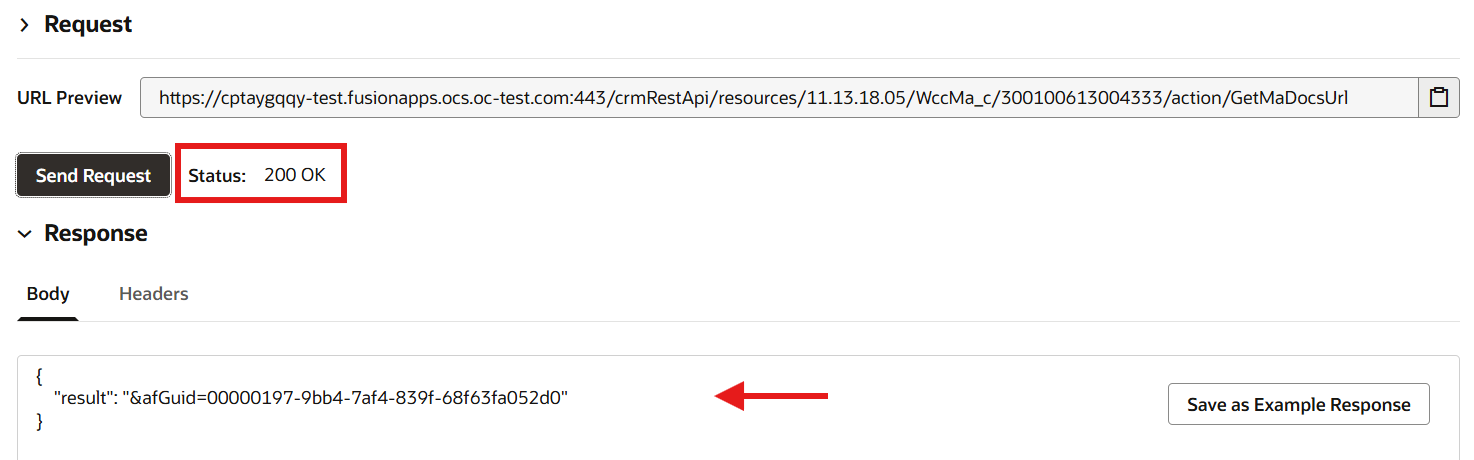 Request
URL Preview https://cptaygqqy-test.fusionapps.ocs.oc-test.com:443/crmRestApi/resources/11.13.18.05/WccMa_c/300100613004333/action/GetMaDocsUrl
Send Request Status: 200 OK
Response
Body Headers
{
"result": "&afGuid=00000197-9bb4-7af4-839f-68f63fa052d0"
Save as Example Response
}